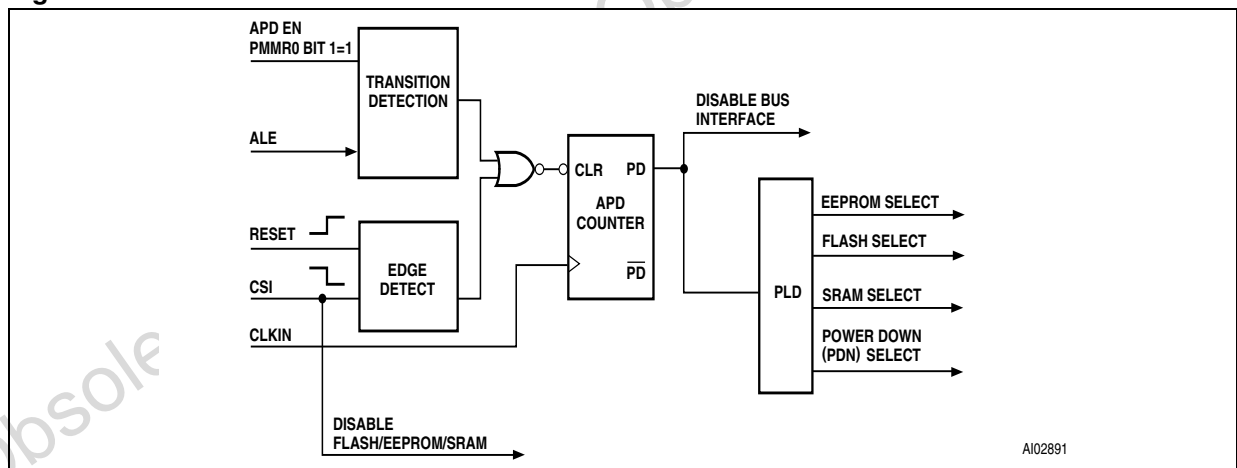 APD EN
PMMR0 BIT 1=1
TRANSITION
DETECTION
ALE
DISABLE BUS
INTERFACE
CLR PD
APD
COUNTER
PD
RESET
EDGE
DETECT
CSI
CLKIN
PLD
EEPROM SELECT
FLASH SELECT
SRAM SELECT
POWER DOWN
(PDN) SELECT
DISABLE
FLASH/EEPROM/SRAM
AI02891